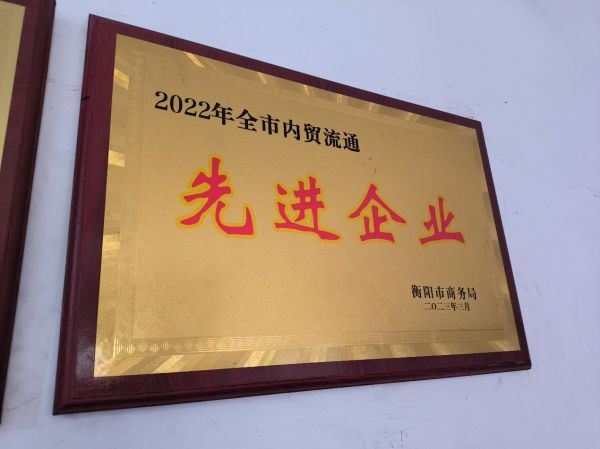 2022年全市内贸流通
先进企业
衡阳市商务局
二〇二三年三月